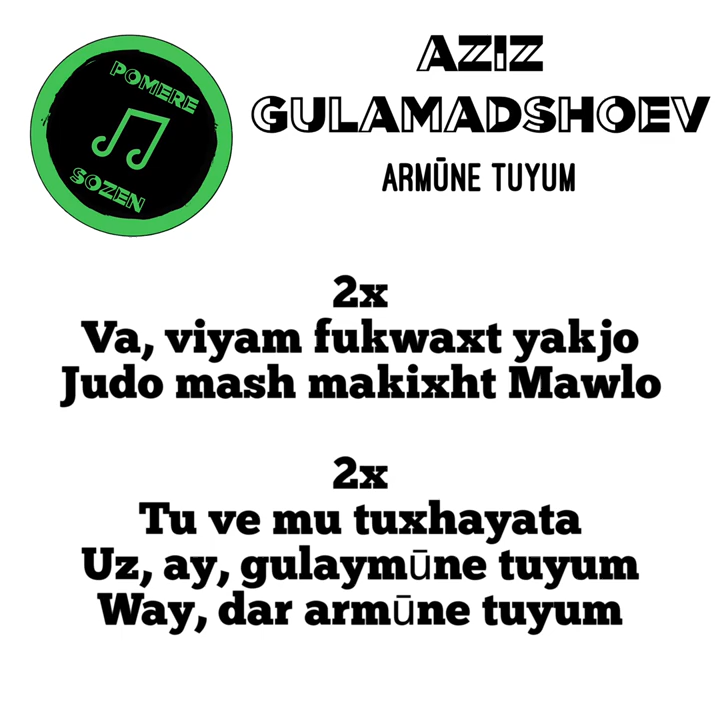 POMERE
SOZEN
AZIZ
GULAMADSHOEV
ARMŪNE TUYUM
2x
Va, viyam fukwaxt yakjo
Judo mash makixht Mawlo
2x
Tu ve mu tuxhayata
Uz, ay, gulaymūne tuyum
Way, dar armūne tuyum